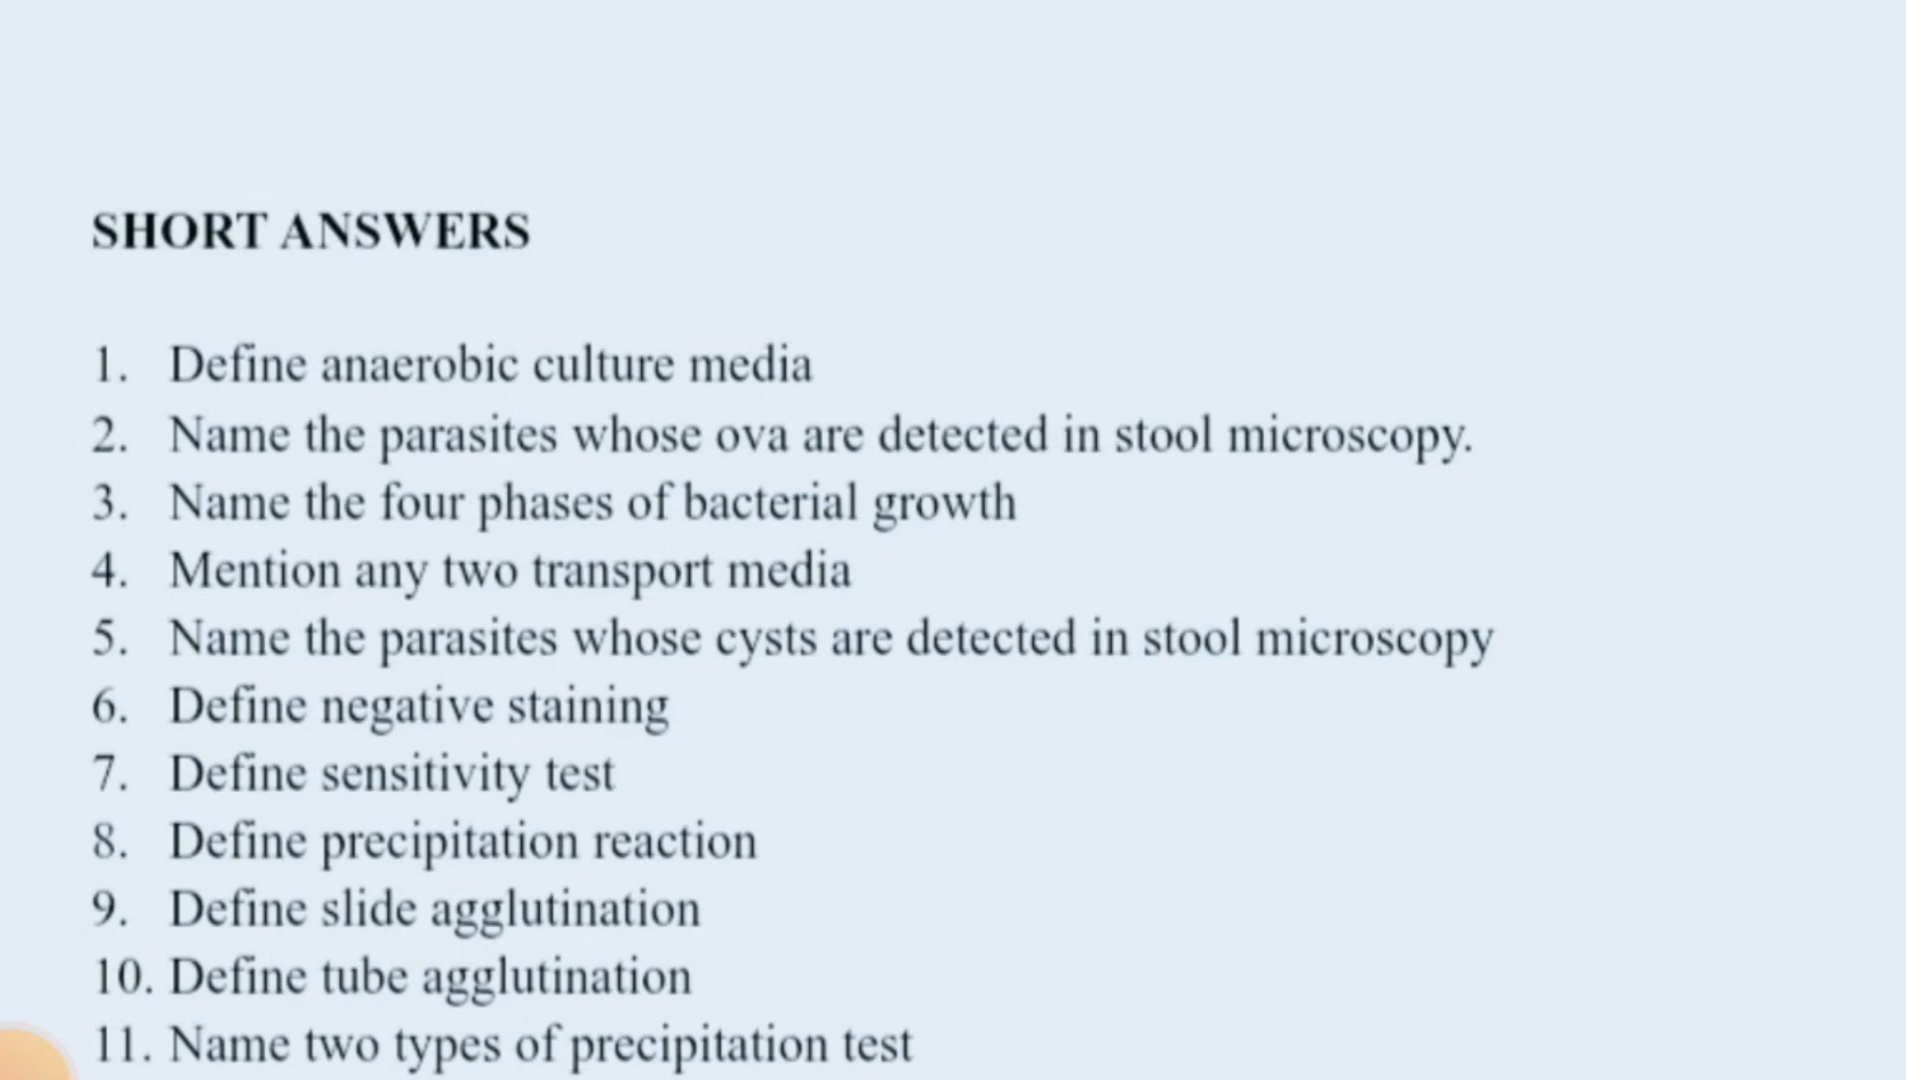 SHORT ANSWERS
1. Define anaerobic culture media
2. Name the parasites whose ova are detected in stool microscopy.
3. Name the four phases of bacterial growth
4. Mention any two transport media
5. Name the parasites whose cysts are detected in stool microscopy
6. Define negative staining
7. Define sensitivity test
8. Define precipitation reaction
9. Define slide agglutination
10. Define tube agglutination
11. Name two types of precipitation test